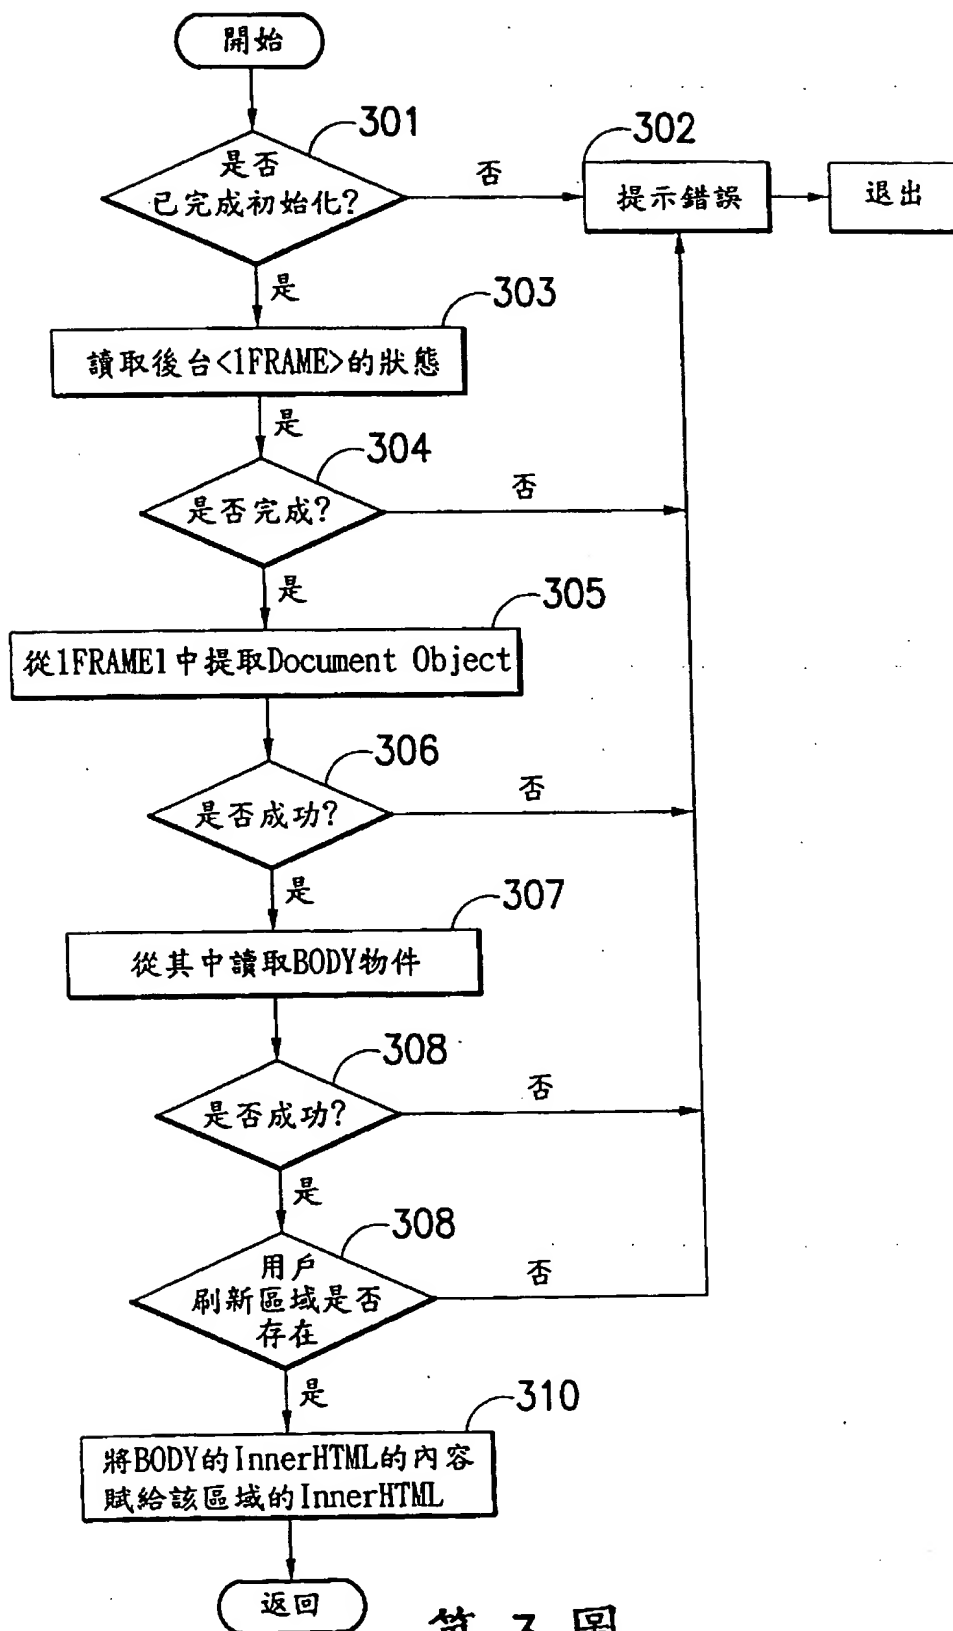 開始
301
是否
已完成初始化?
否
302
提示錯誤
退出
是
303
讀取後台<1FRAME>的狀態
是
304
是否完成?
否
是
305
從1FRAME1中提取Document Object
306
是否成功?
否
是
307
從其中讀取BODY物件
308
是否成功?
否
是
308
用戶
刷新區域是否
存在
否
是
310
將BODY的InnerHTML的內容
賦給該區域的InnerHTML
返回
第 3 圖